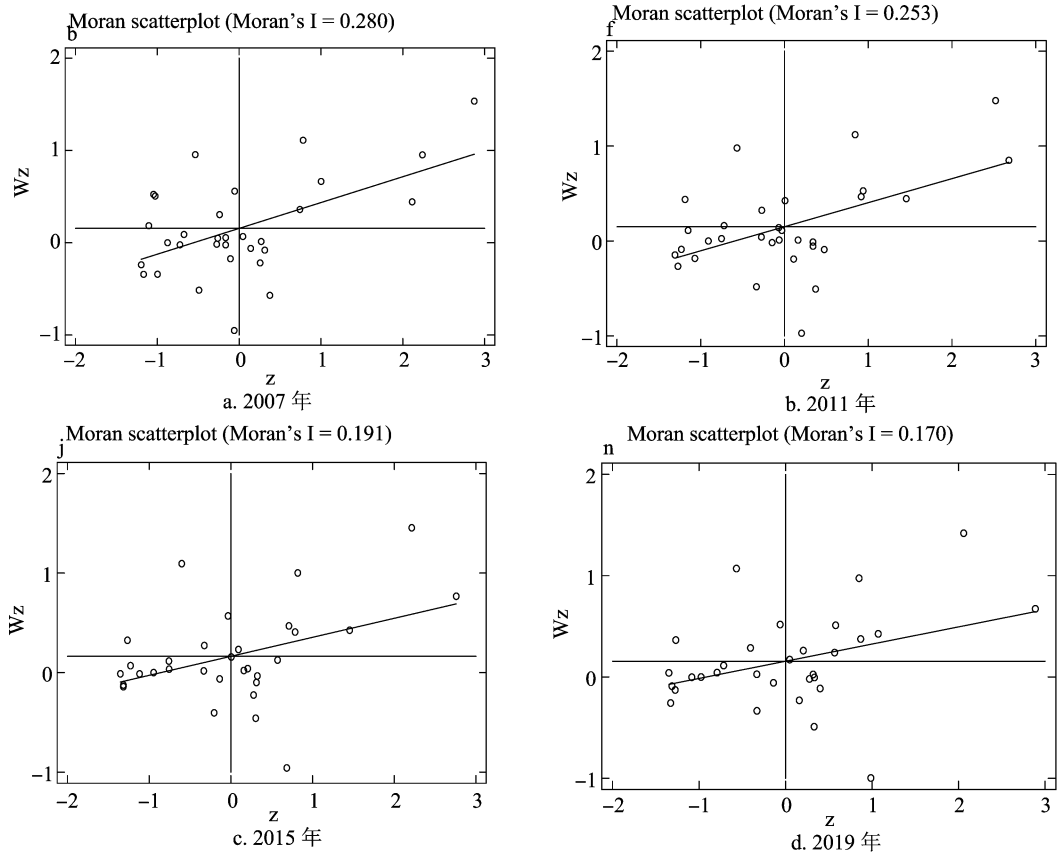 Moran scatterplot (Moran's I = 0.280)
b
2
1
0
−1
Wz
−2
−1
0
1
2
3
z
a. 2007 年
Moran scatterplot (Moran's I = 0.253)
f
2
1
0
−1
Wz
−2
−1
0
1
2
3
z
b. 2011 年
Moran scatterplot (Moran's I = 0.191)
j
2
1
0
−1
Wz
−2
−1
0
1
2
3
z
c. 2015 年
Moran scatterplot (Moran's I = 0.170)
n
2
1
0
−1
Wz
−2
−1
0
1
2
3
z
d. 2019 年